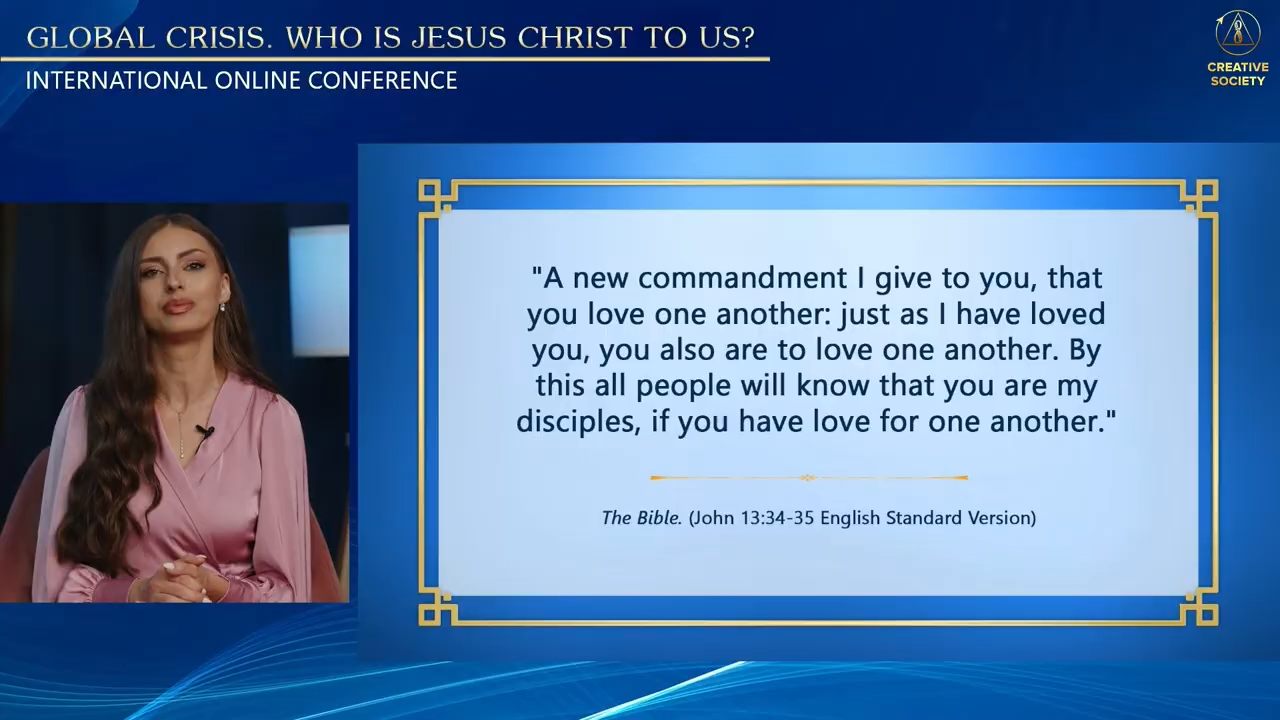 GLOBAL CRISIS. WHO IS JESUS CHRIST TO US?
INTERNATIONAL ONLINE CONFERENCE
CREATIVE
SOCIETY
"A new commandment I give to you, that
you love one another: just as I have loved
you, you also are to love one another. By
this all people will know that you are my
disciples, if you have love for one another."
The Bible. (John 13:34-35 English Standard Version)